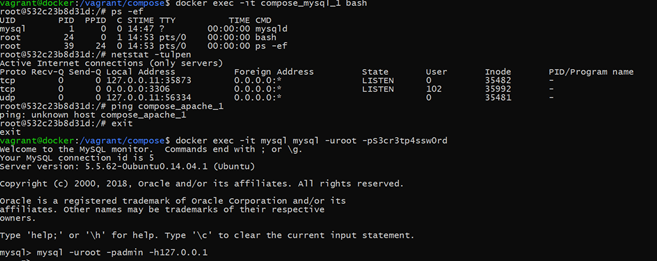 vagrant@docker:/vagrant/compose$ docker exec -it compose_mysql_1 bash
root@532c23b8d31d:/# ps -ef
UID PID PPID C STIME TTY TIME CMD
mysql 1 0 0 14:47 ? 00:00:00 mysqld
root 24 0 1 14:53 pts/0 00:00:00 bash
root 39 24 0 14:53 pts/0 00:00:00 ps -ef
root@532c23b8d31d:/# netstat -tulpen
Active Internet connections (only servers)
Proto Recv-Q Send-Q Local Address Foreign Address State User Inode PID/Program name
tcp 0 0 127.0.0.11:35873 0.0.0.0:* LISTEN 0 35482 -
tcp 0 0 0.0.0.0:3306 0.0.0.0:* LISTEN 102 35992 -
udp 0 0 127.0.0.11:56334 0.0.0.0:* 0 35481 -
root@532c23b8d31d:/# ping compose_apache_1
ping: unknown host compose_apache_1
root@532c23b8d31d:/# exit
exit
vagrant@docker:/vagrant/compose$ docker exec -it mysql mysql -uroot -pS3cr3tp4ssw0rd
Welcome to the MySQL monitor. Commands end with ; or \g.
Your MySQL connection id is 5
Server version: 5.5.62-0ubuntu0.14.04.1 (Ubuntu)
Copyright (c) 2000, 2018, Oracle and/or its affiliates. All rights reserved.
Oracle is a registered trademark of Oracle Corporation and/or its
affiliates. Other names may be trademarks of their respective
owners.
Type 'help;' or '\h' for help. Type '\c' to clear the current input statement.
mysql> mysql -uroot -padmin -h127.0.0.1